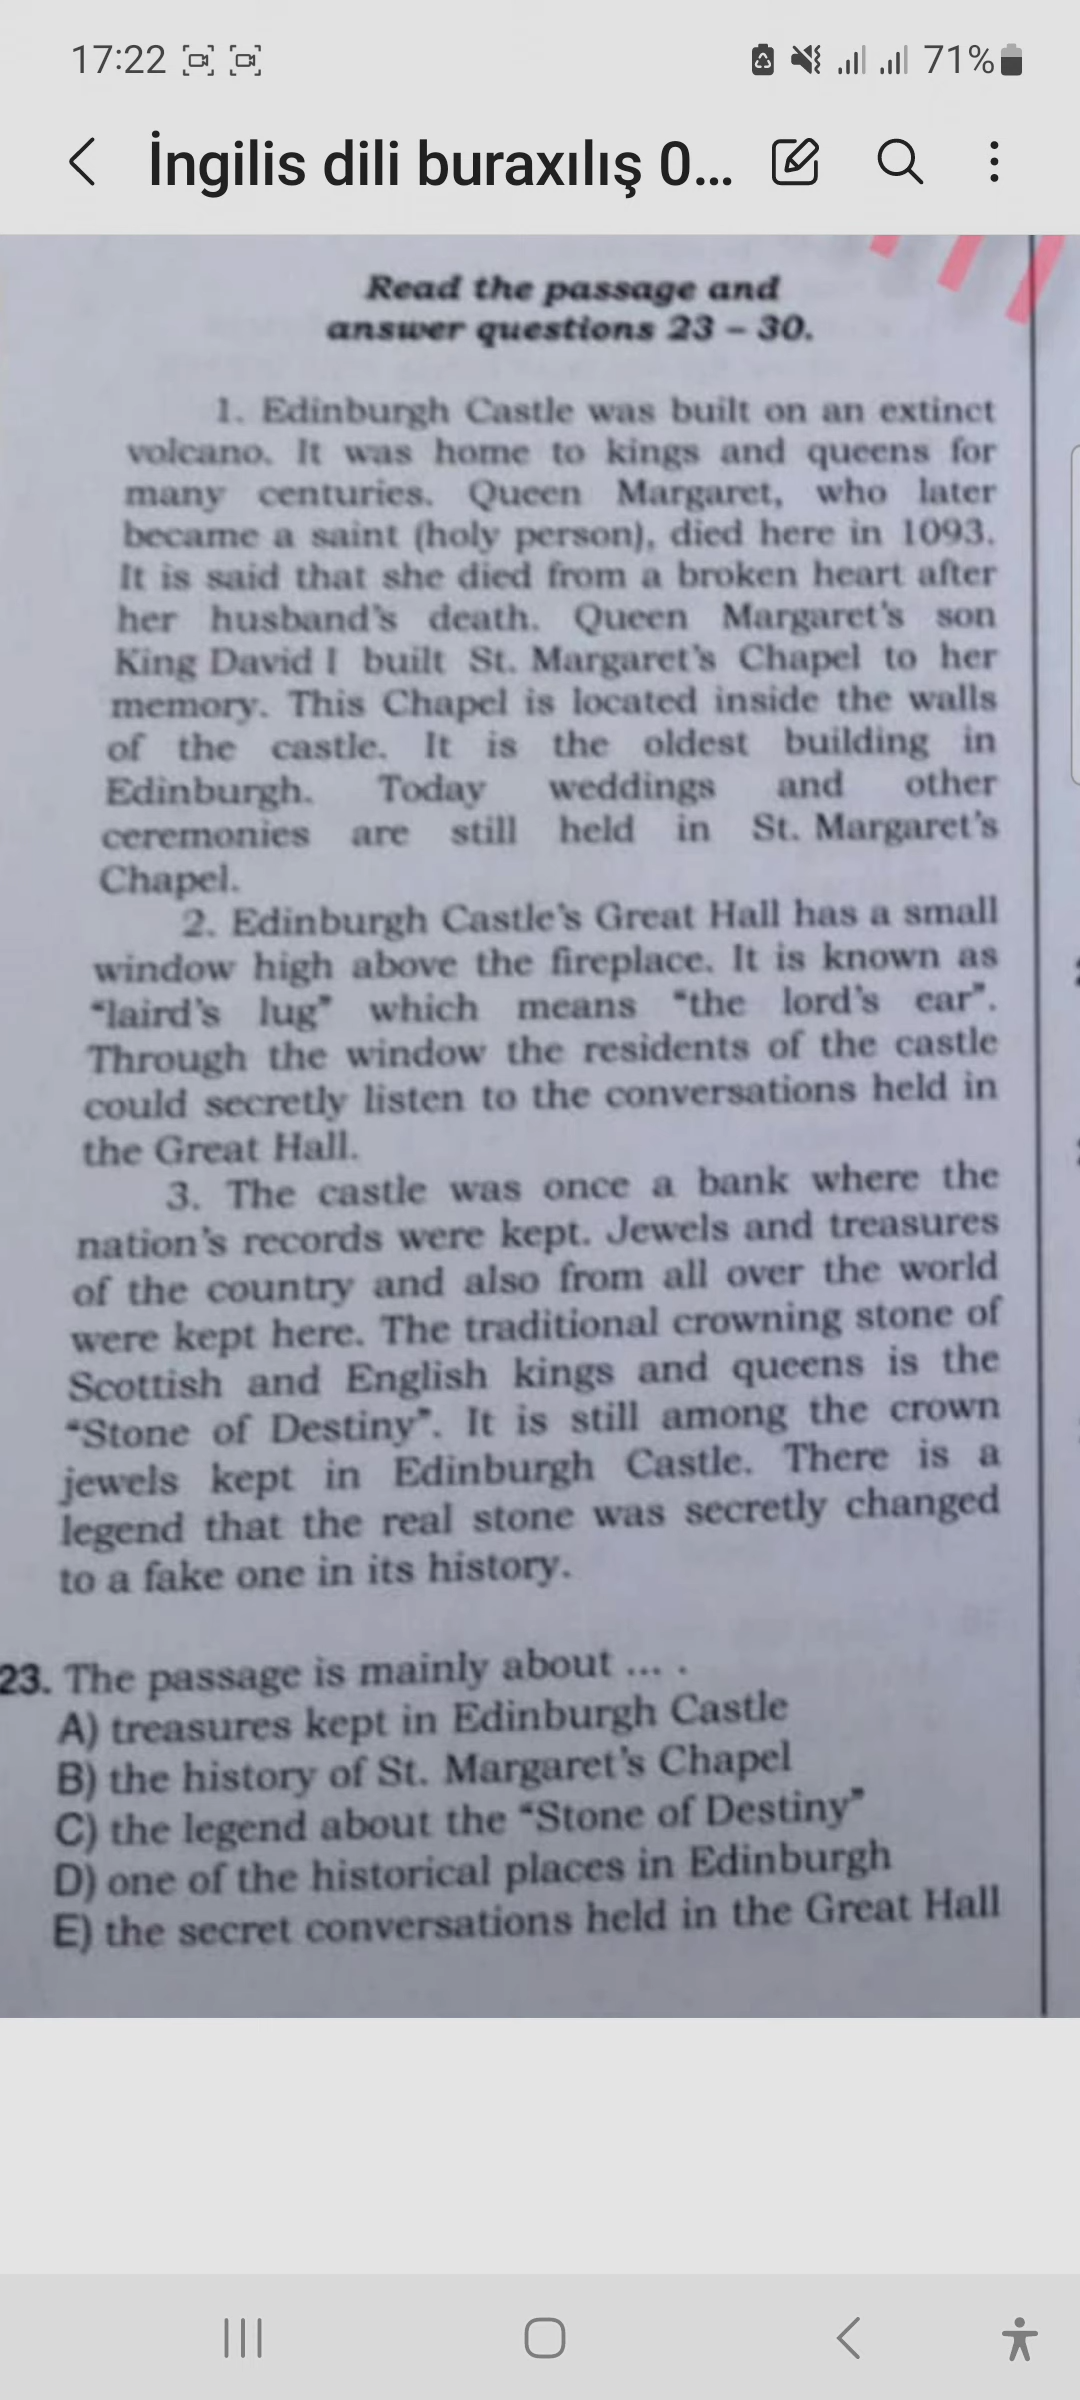 17:22 71%
İngilis dili buraxılış 0...
Read the passage and
answer questions 23 – 30.
1. Edinburgh Castle was built on an extinct
volcano. It was home to kings and queens for
many centuries. Queen Margaret, who later
became a saint (holy person), died here in 1093.
It is said that she died from a broken heart after
her husband's death. Queen Margaret's son
King David I built St. Margaret's Chapel to her
memory. This Chapel is located inside the walls
of the castle. It is the oldest building in
Edinburgh. Today weddings and other
ceremonies are still held in St. Margaret's
Chapel.
2. Edinburgh Castle's Great Hall has a small
window high above the fireplace. It is known as
“laird's lug” which means “the lord's ear”.
Through the window the residents of the castle
could secretly listen to the conversations held in
the Great Hall.
3. The castle was once a bank where the
nation's records were kept. Jewels and treasures
of the country and also from all over the world
were kept here. The traditional crowning stone of
Scottish and English kings and queens is the
“Stone of Destiny”. It is still among the crown
jewels kept in Edinburgh Castle. There is a
legend that the real stone was secretly changed
to a fake one in its history.
23. The passage is mainly about ... .
A) treasures kept in Edinburgh Castle
B) the history of St. Margaret's Chapel
C) the legend about the “Stone of Destiny”
D) one of the historical places in Edinburgh
E) the secret conversations held in the Great Hall